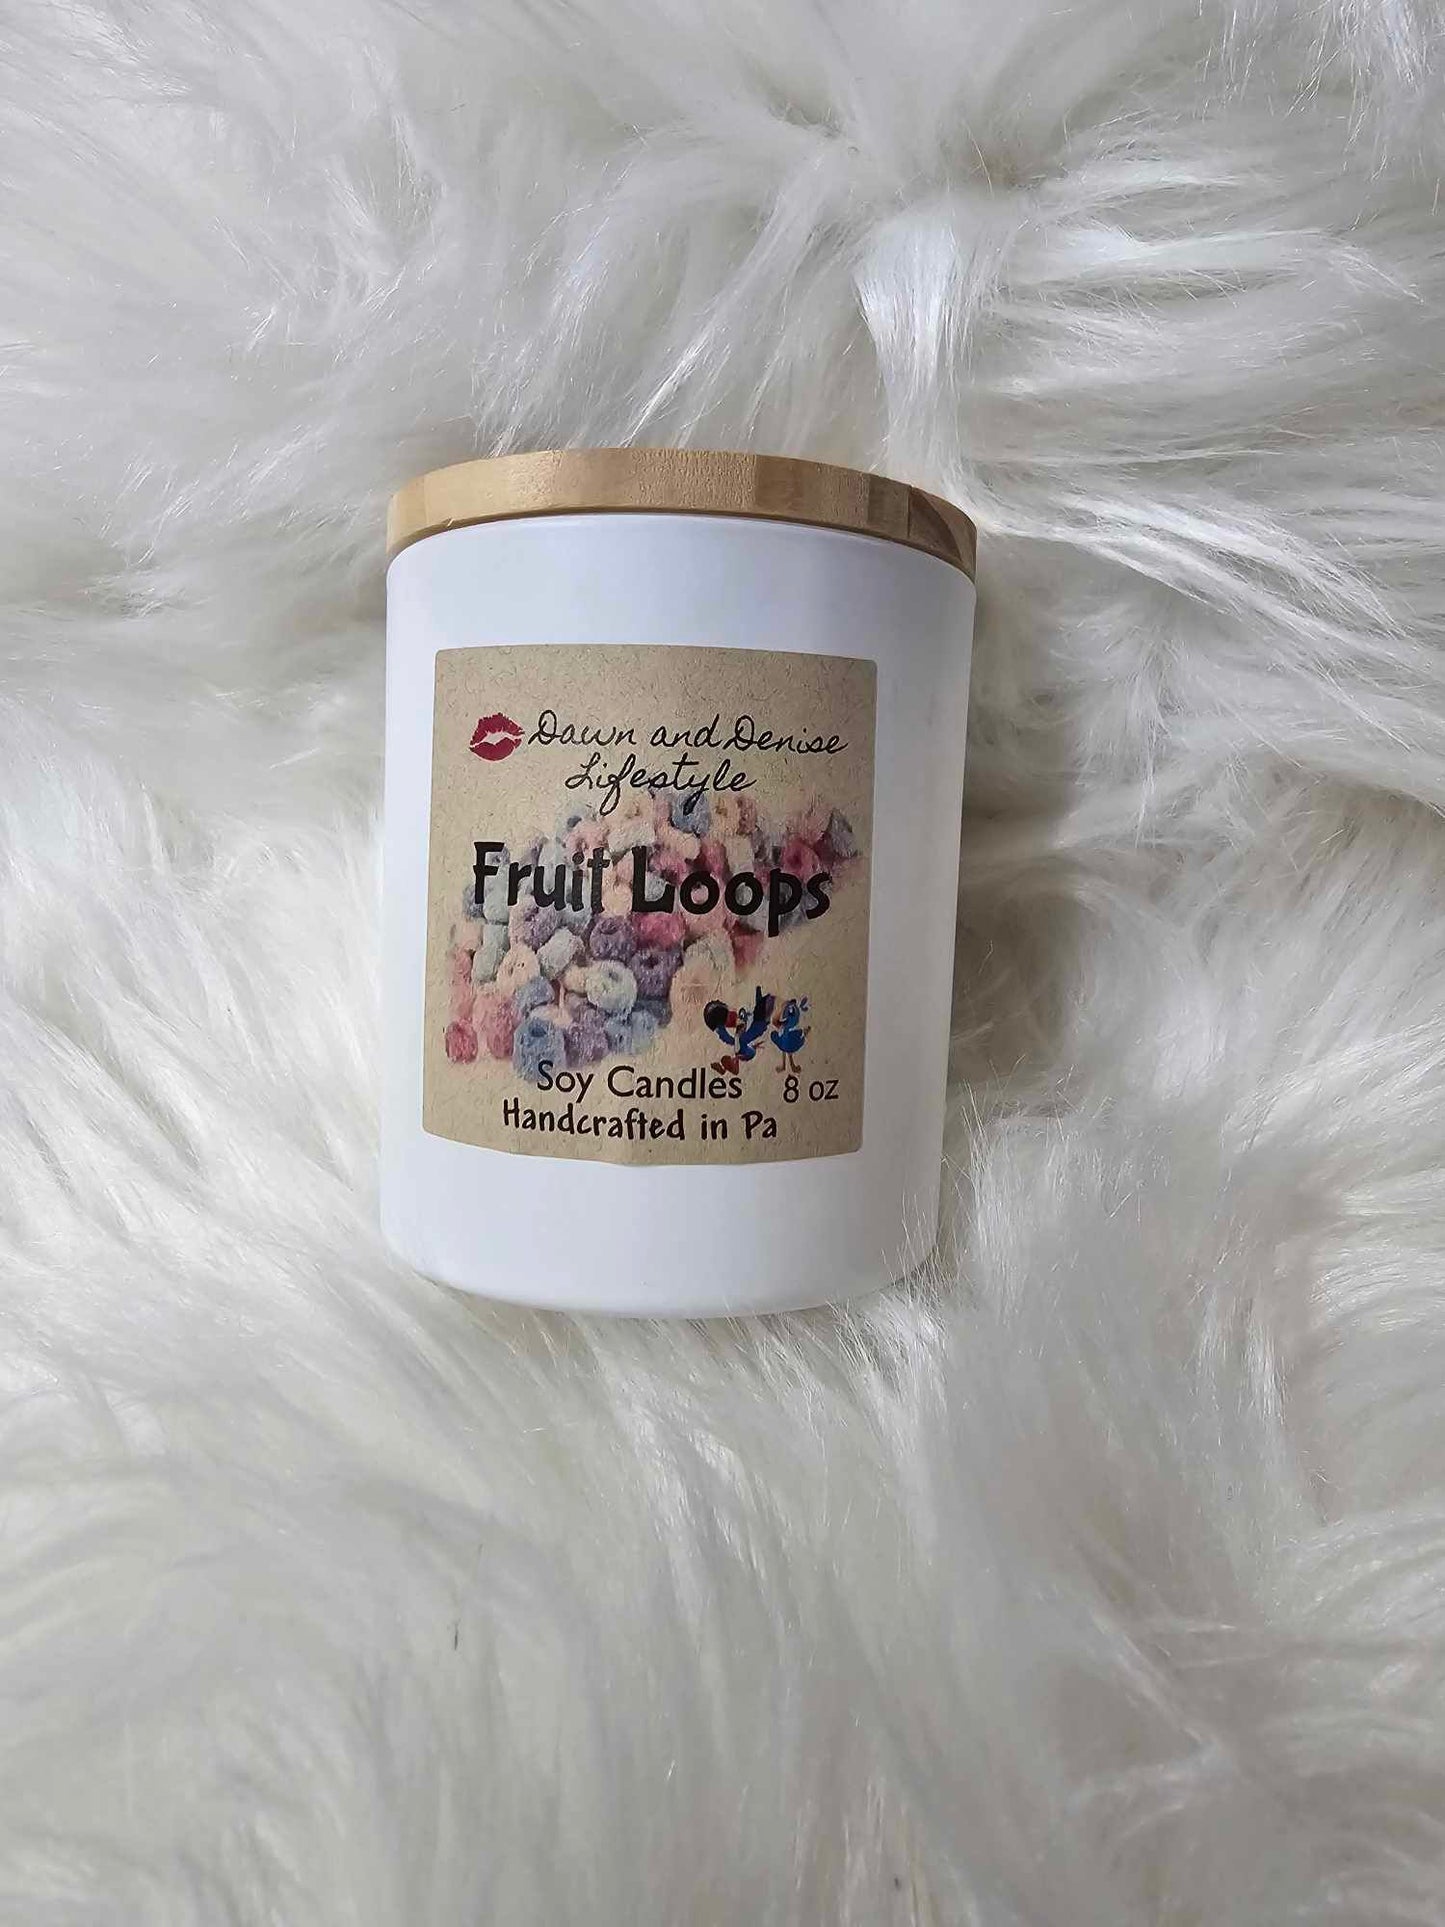 Dawn and Denise
Lifestyle
Fruit Loops
Soy Candles 8 oz
Handcrafted in Pa